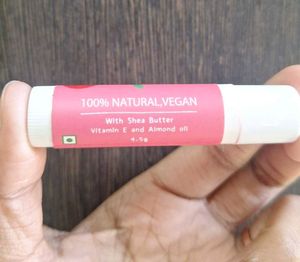 100% NATURAL,VEGAN
With Shea Butter
Vitamin E and Almond oil
4.5g